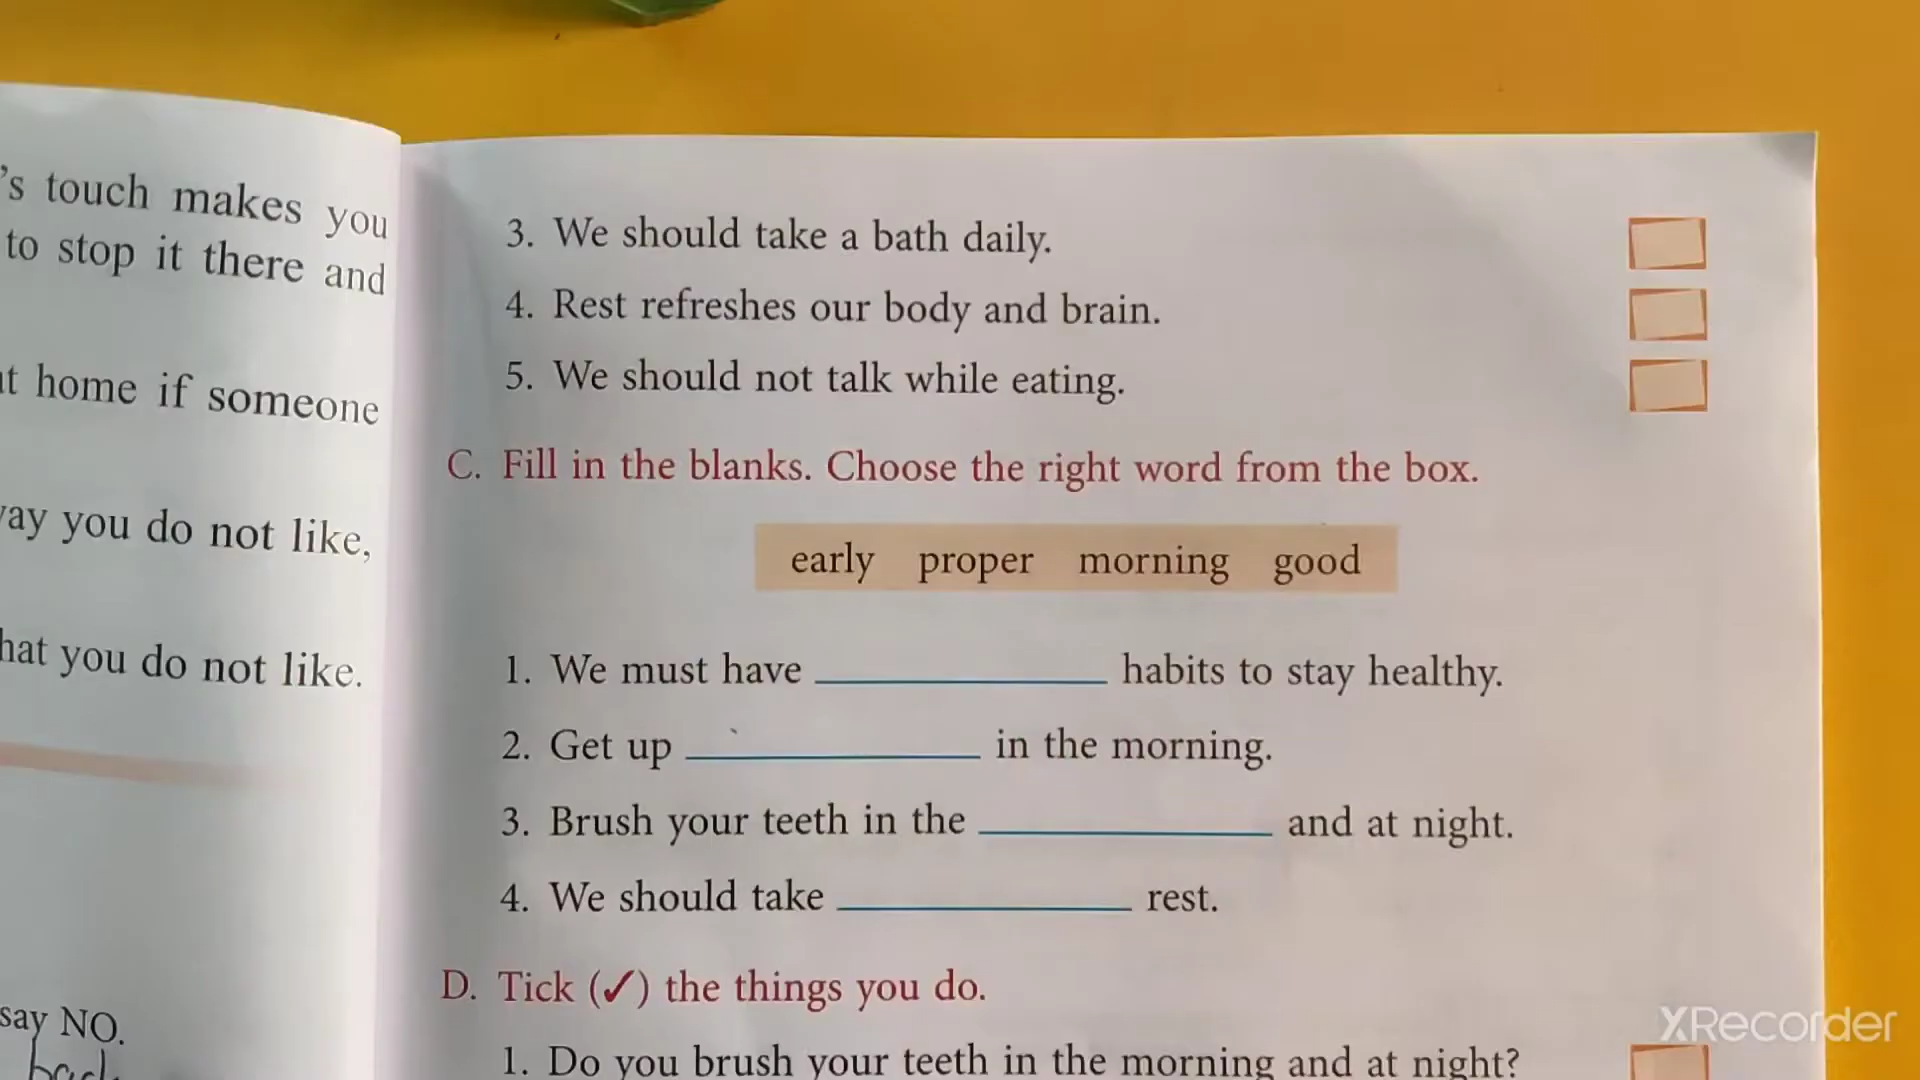 's touch makes you
to stop it there and
home if someone
you do not like,
you do not like.
say NO.
3. We should take a bath daily.
4. Rest refreshes our body and brain.
5. We should not talk while eating.
C. Fill in the blanks. Choose the right word from the box.
early proper morning good
1. We must have ____________ habits to stay healthy.
2. Get up ____________ in the morning.
3. Brush your teeth in the ____________ and at night.
4. We should take ____________ rest.
D. Tick (✓) the things you do.
1. Do you brush your teeth in the morning and at night?
XRecorder